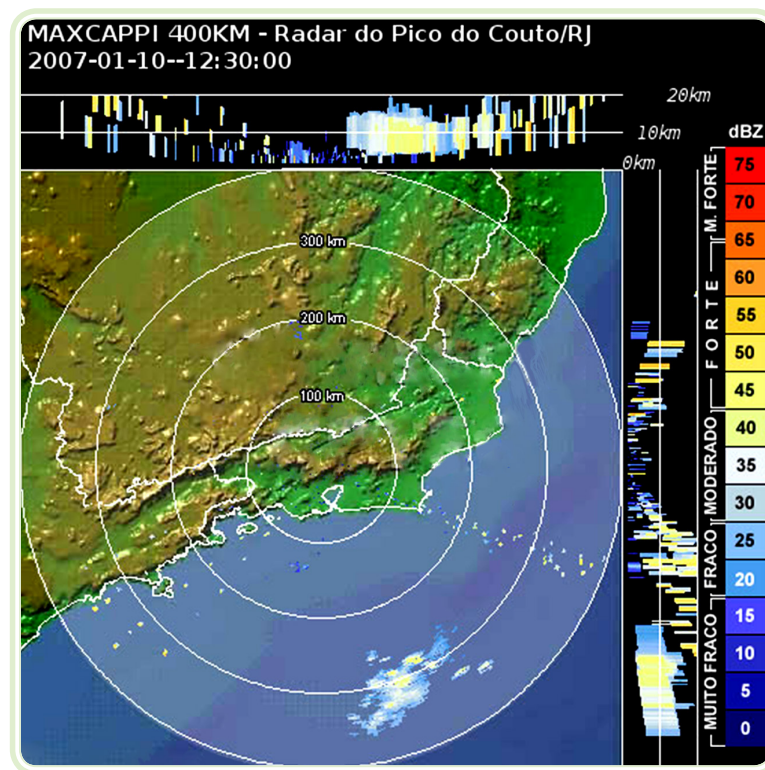 MAXCAPPI 400KM - Radar do Pico do Couto/RJ
2007-01-10--12:30:00
20km
10km
0km
dBZ
75
70
65
60
55
50
45
40
35
30
25
20
15
10
5
0
M. FORTE
F O R T E
MODERADO
FRACO
MUITO FRACO
300 km
200 km
100 km